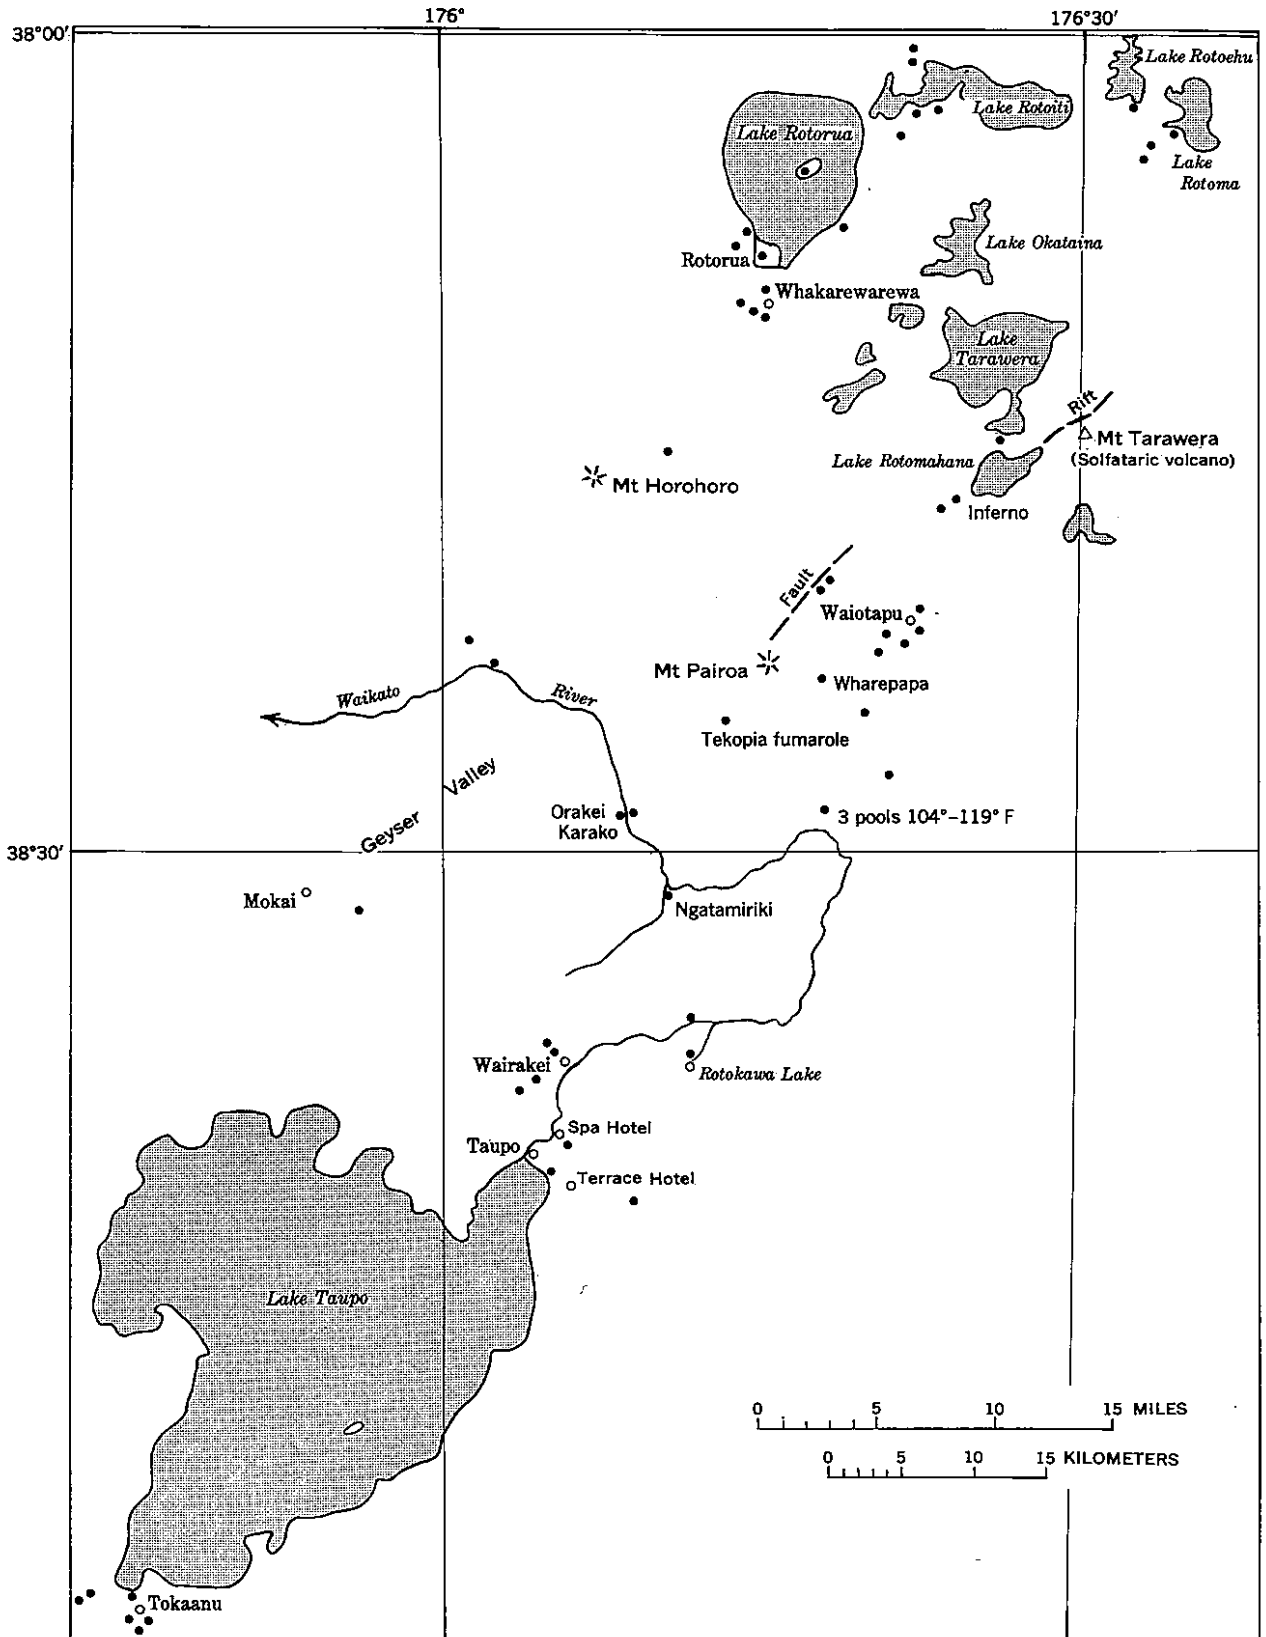 176°
176°30′
38°00′
Lake Rotoehu
Lake Rotoiti
Lake Rotorua
Lake
Rotoma
Lake Okataina
Rotorua
Whakarewarewa
Lake
Tarawera
Rift
Mt Tarawera
(Solfataric volcano)
Lake Rotomahana
Mt Horohoro
Inferno
Fault
Waiotapu
Mt Pairoa
Wharepapa
Waikato River
Tekopia fumarole
Geyser Valley
Orakei
Karako
3 pools 104°–119° F
38°30′
Mokai
Ngatamiriki
Wairakei
Rotokawa Lake
Spa Hotel
Taupo
Terrace Hotel
Lake Taupo
0 5 10 15 MILES
0 5 10 15 KILOMETERS
Tokaanu